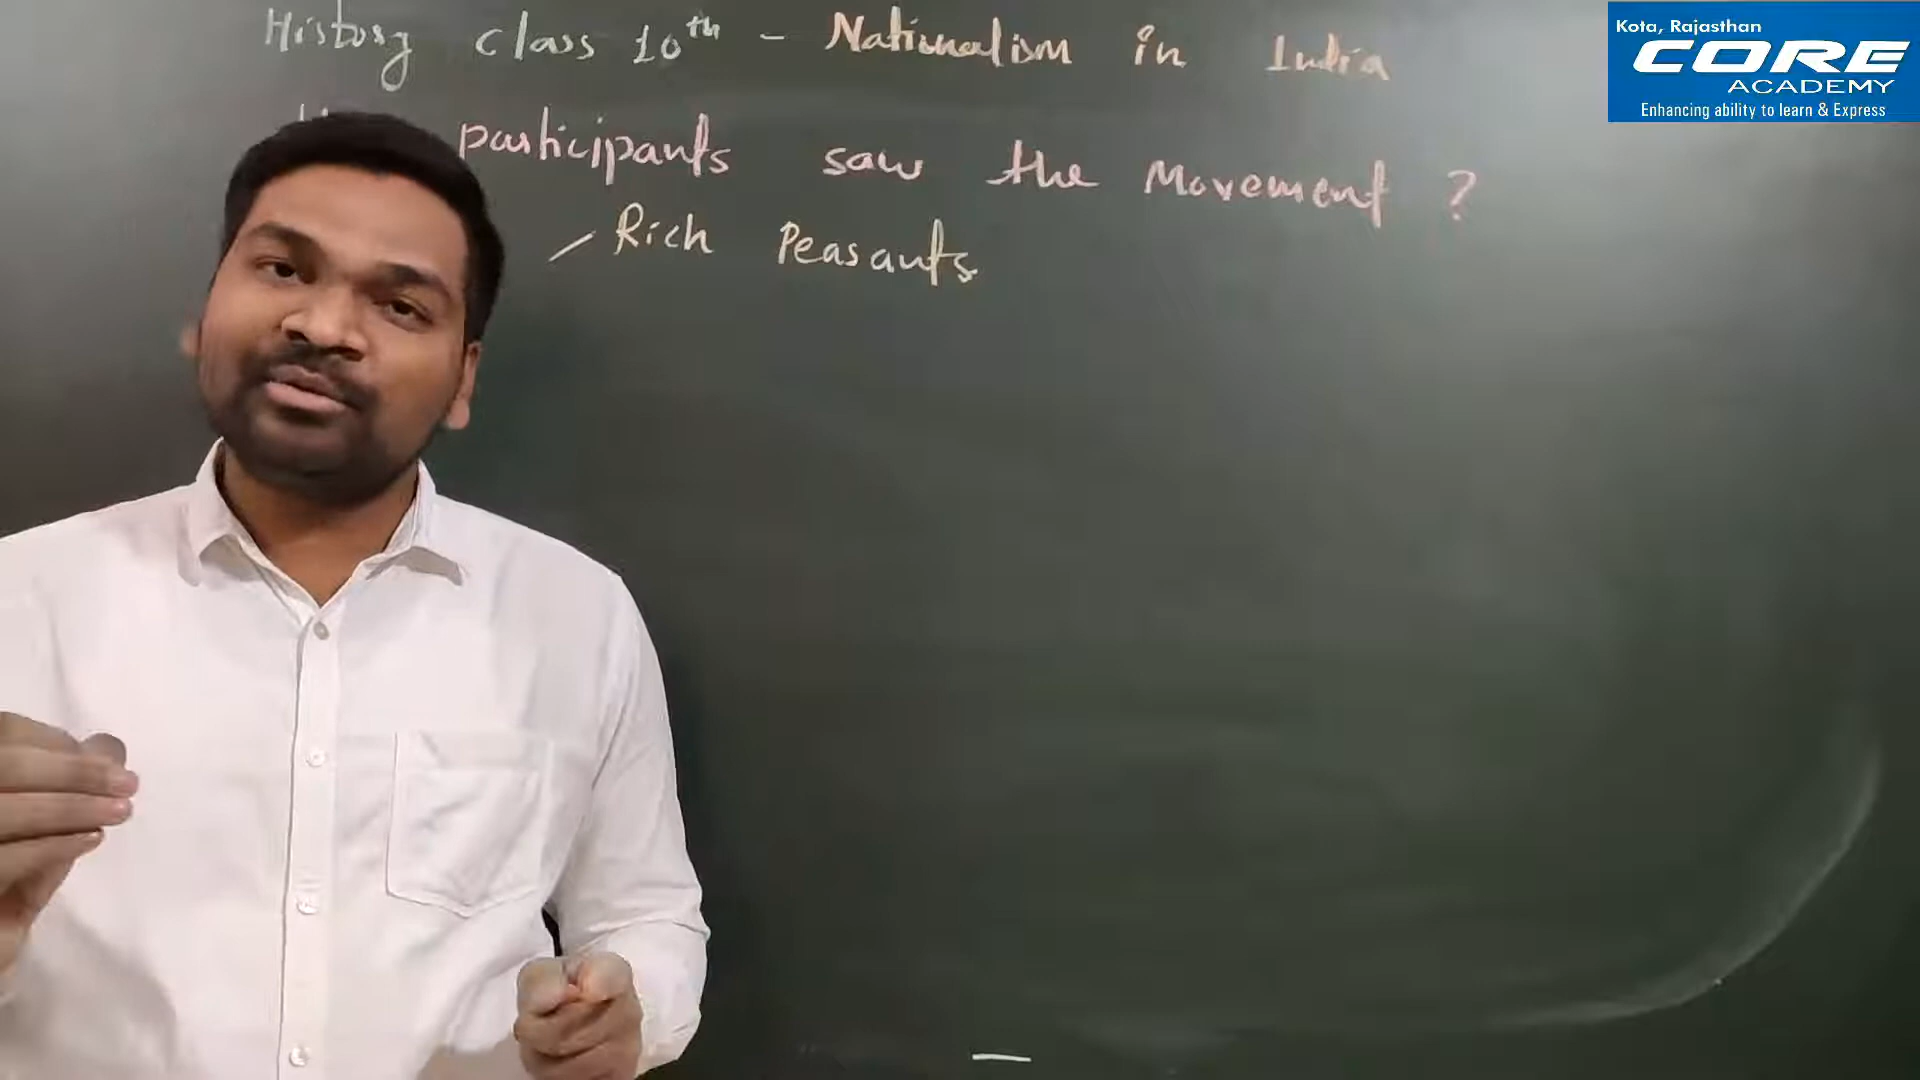 History class 10th - Nationalism in India
participants saw the Movement ?
Rich Peasants
Kota, Rajasthan
CORE
ACADEMY
Enhancing ability to learn & Express